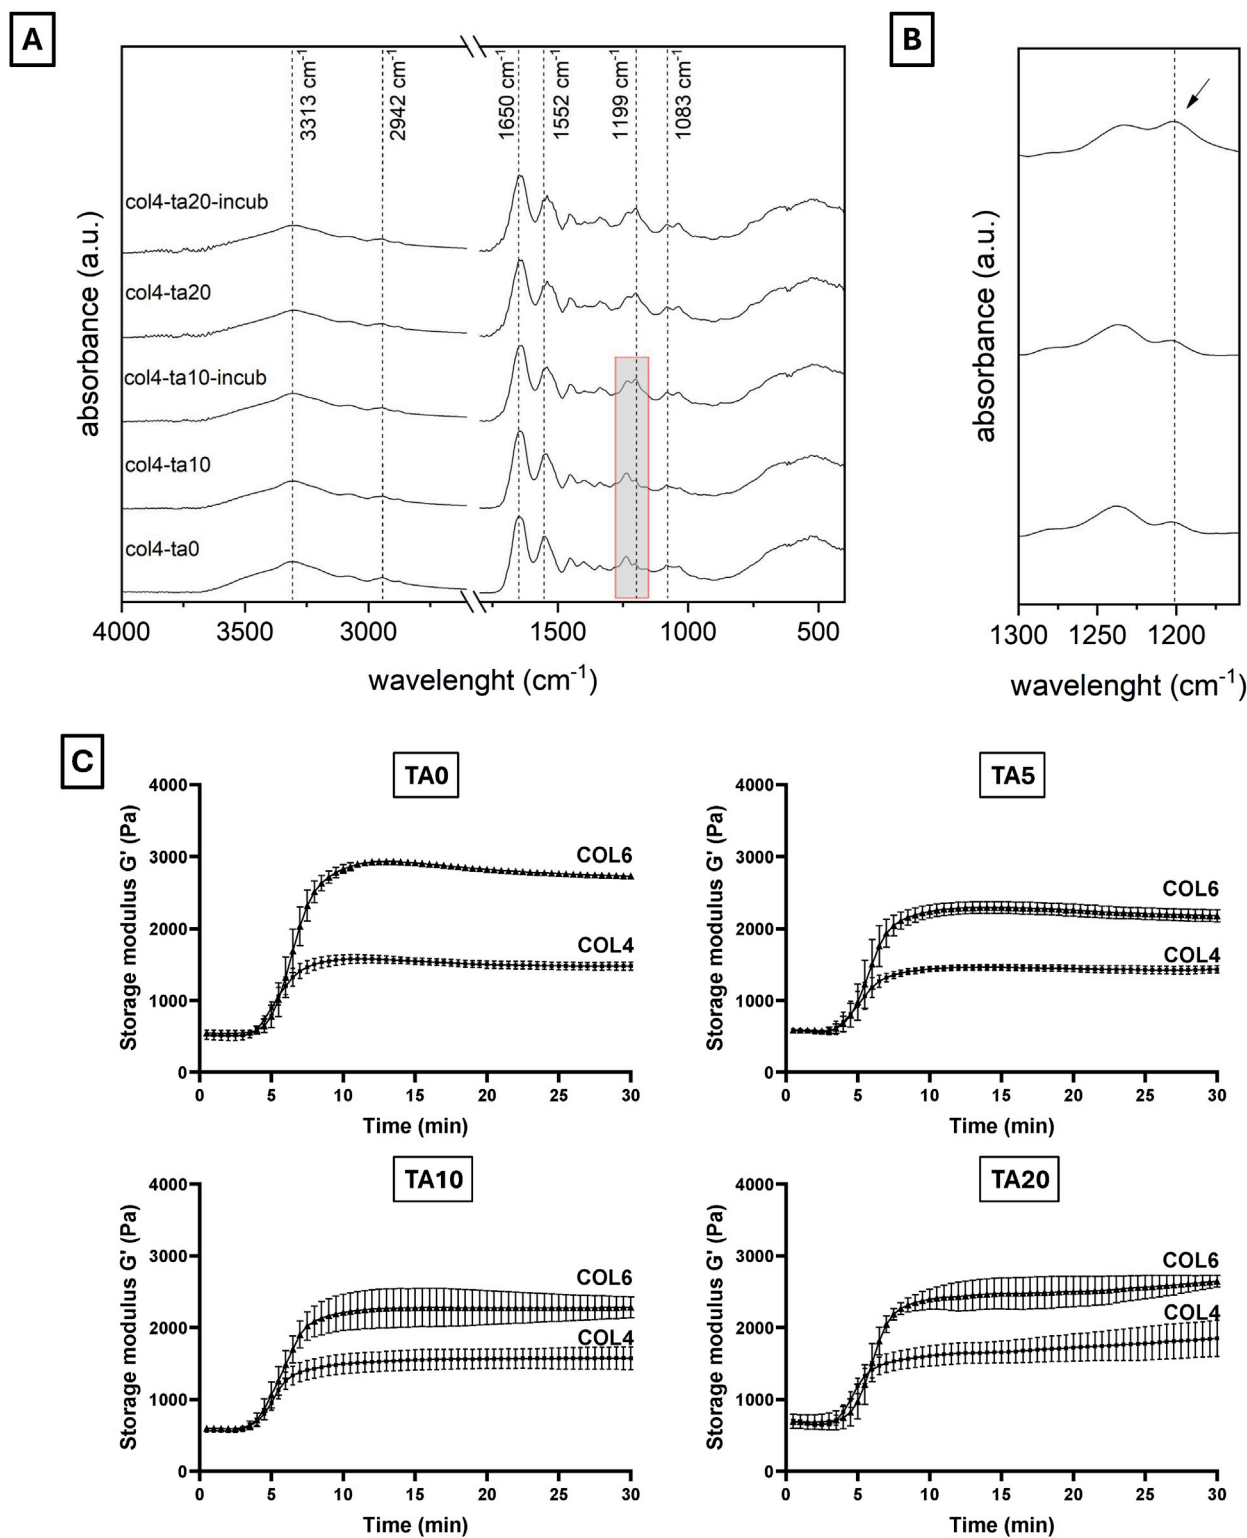 A
B
3313 cm-1
2942 cm-1
1650 cm-1
1552 cm-1
1199 cm-1
1083 cm-1
col4-ta20-incub
col4-ta20
col4-ta10-incub
col4-ta10
col4-ta0
absorbance (a.u.)
4000 3500 3000 1500 1000 500
wavelenght (cm-1)
absorbance (a.u.)
1300 1250 1200
wavelenght (cm-1)
C
TA0
Storage modulus G' (Pa)
4000
3000
2000
1000
0
COL6
COL4
0 5 10 15 20 25 30
Time (min)
TA5
Storage modulus G' (Pa)
4000
3000
2000
1000
0
COL6
COL4
0 5 10 15 20 25 30
Time (min)
TA10
Storage modulus G' (Pa)
4000
3000
2000
1000
0
COL6
COL4
0 5 10 15 20 25 30
Time (min)
TA20
Storage modulus G' (Pa)
4000
3000
2000
1000
0
COL6
COL4
0 5 10 15 20 25 30
Time (min)